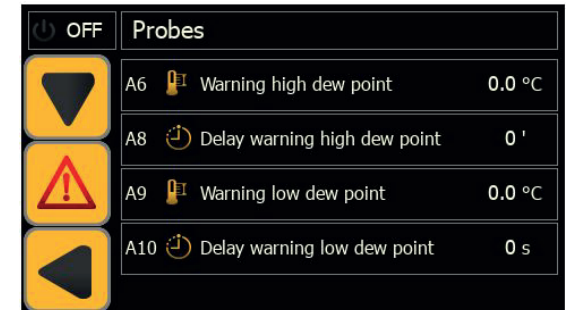 OFF Probes
A6 Warning high dew point 0.0 °C
A8 Delay warning high dew point 0 '
A9 Warning low dew point 0.0 °C
A10 Delay warning low dew point 0 s